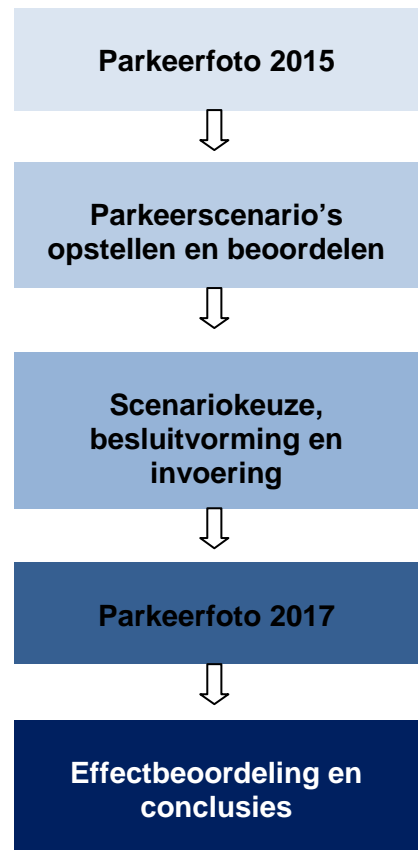 Parkeerfoto 2015
Parkeerscenario’s
opstellen en beoordelen
Scenariokeuze,
besluitvorming en
invoering
Parkeerfoto 2017
Effectbeoordeling en
conclusies